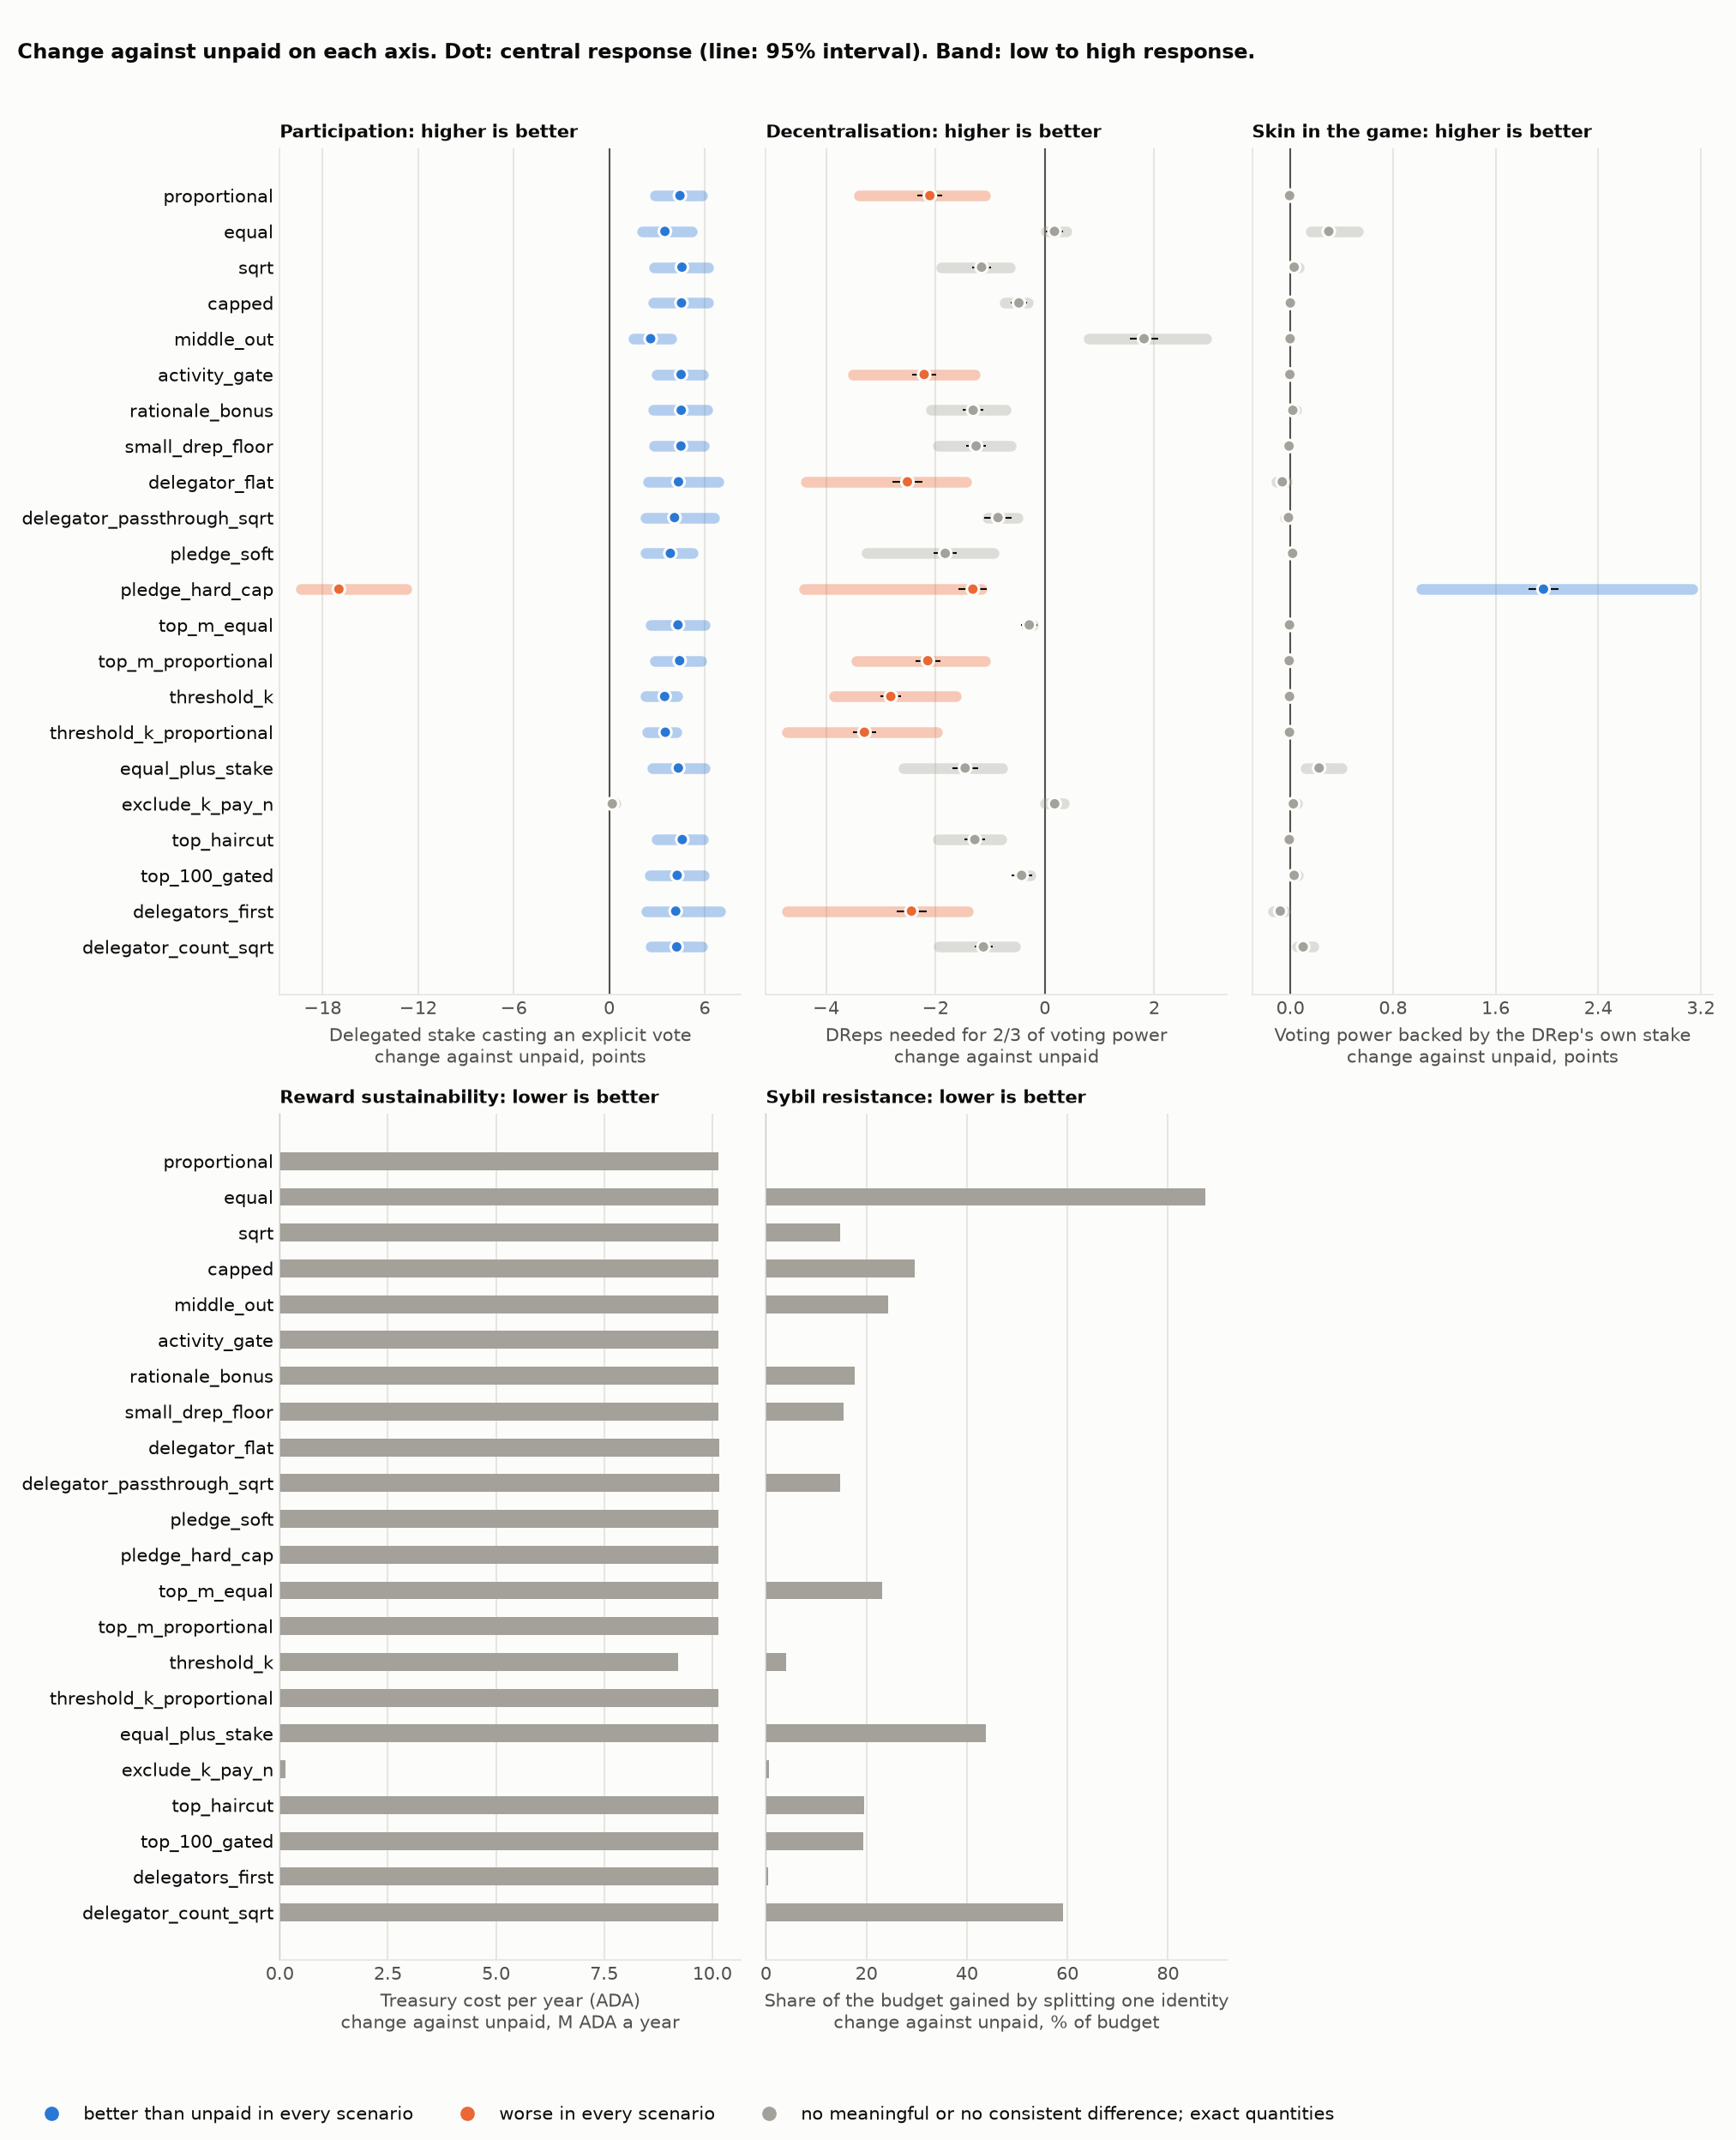 Change against unpaid on each axis. Dot: central response (line: 95% interval). Band: low to high response.
Participation: higher is better
Decentralisation: higher is better
Skin in the game: higher is better
proportional
equal
sqrt
capped
middle_out
activity_gate
rationale_bonus
small_drep_floor
delegator_flat
delegator_passthrough_sqrt
pledge_soft
pledge_hard_cap
top_m_equal
top_m_proportional
threshold_k
threshold_k_proportional
equal_plus_stake
exclude_k_pay_n
top_haircut
top_100_gated
delegators_first
delegator_count_sqrt
−18 −12 −6 0 6
−4 −2 0 2
0.0 0.8 1.6 2.4 3.2
Delegated stake casting an explicit vote
change against unpaid, points
DReps needed for 2/3 of voting power
change against unpaid
Voting power backed by the DRep's own stake
change against unpaid, points
Reward sustainability: lower is better
Sybil resistance: lower is better
proportional
equal
sqrt
capped
middle_out
activity_gate
rationale_bonus
small_drep_floor
delegator_flat
delegator_passthrough_sqrt
pledge_soft
pledge_hard_cap
top_m_equal
top_m_proportional
threshold_k
threshold_k_proportional
equal_plus_stake
exclude_k_pay_n
top_haircut
top_100_gated
delegators_first
delegator_count_sqrt
0.0 2.5 5.0 7.5 10.0
0 20 40 60 80
Treasury cost per year (ADA)
change against unpaid, M ADA a year
Share of the budget gained by splitting one identity
change against unpaid, % of budget
better than unpaid in every scenario
worse in every scenario
no meaningful or no consistent difference; exact quantities